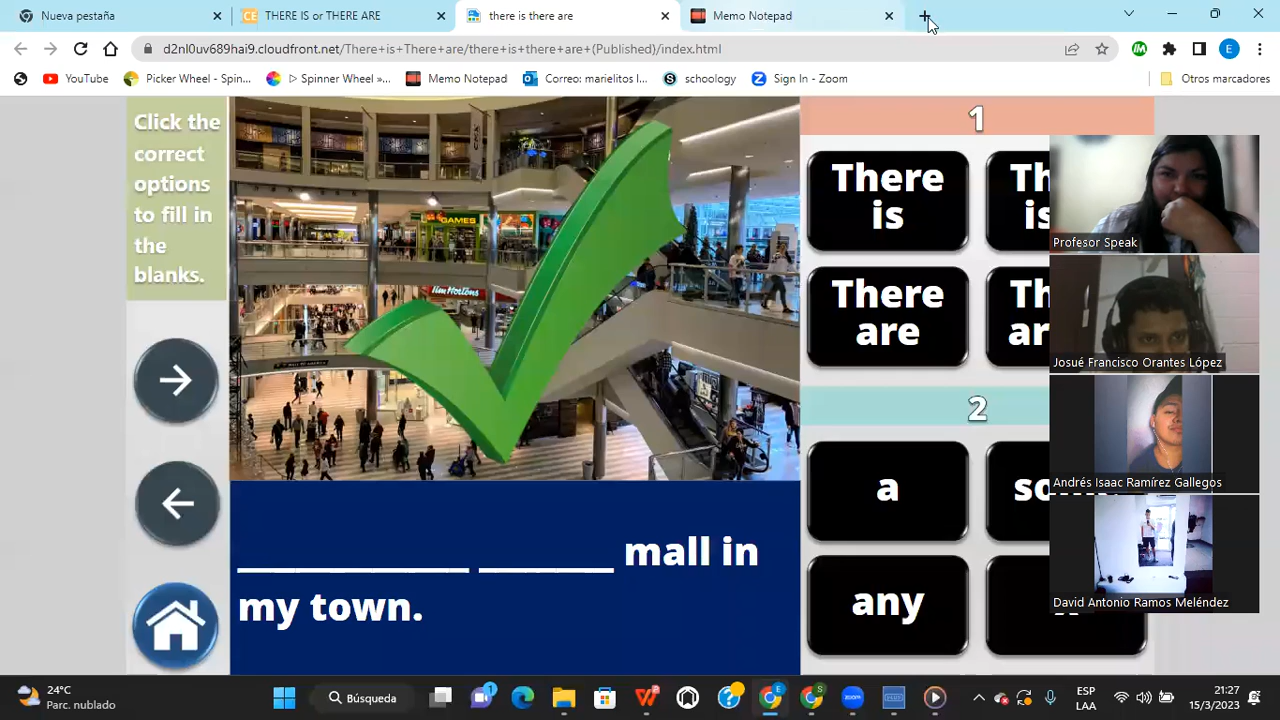 Nueva pestaña
THERE IS or THERE ARE
there is there are
Memo Notepad
d2nl0uv689hai9.cloudfront.net/There+is+There+are/there+is+there+are+(Published)/index.html
YouTube
Picker Wheel - Spin...
Spinner Wheel »...
Memo Notepad
Correo: marielitos l...
schoology
Sign In - Zoom
Otros marcadores
Click the
correct
options
to fill in
the
blanks.
GAMES
Tim Hortons
mall in
my town.
1
There
is
There
are
2
a
any
Profesor Speak
Josué Francisco Orantes López
Andrés Isaac Ramírez Gallegos
David Antonio Ramos Meléndez
24°C
Parc. nublado
Búsqueda
ESP
LAA
21:27
15/3/2023